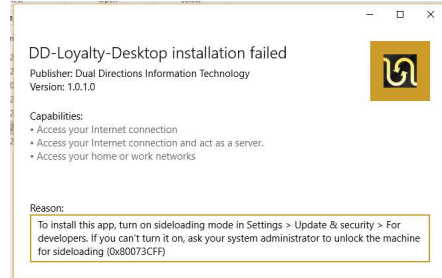 DD-Loyalty-Desktop installation failed
Publisher: Dual Directions Information Technology
Version: 1.0.1.0
Capabilities:
• Access your Internet connection
• Access your Internet connection and act as a server.
• Access your home or work networks
Reason:
To install this app, turn on sideloading mode in Settings > Update & security > For
developers. If you can't turn it on, ask your system administrator to unlock the machine
for sideloading (0x80073CFF)